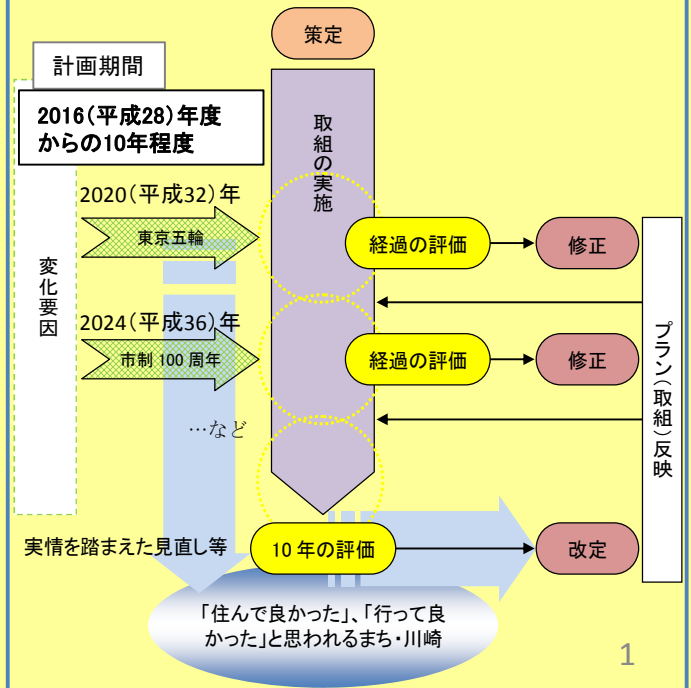 策定
計画期間
2016(平成28)年度
からの10年程度
取組の実施
2020(平成32)年
東京五輪
経過の評価
修正
変化要因
2024(平成36)年
市制100周年
経過の評価
修正
プラン(取組)反映
…など
実情を踏まえた見直し等
10年の評価
改定
「住んで良かった」、「行って良
かった」と思われるまち・川崎
1